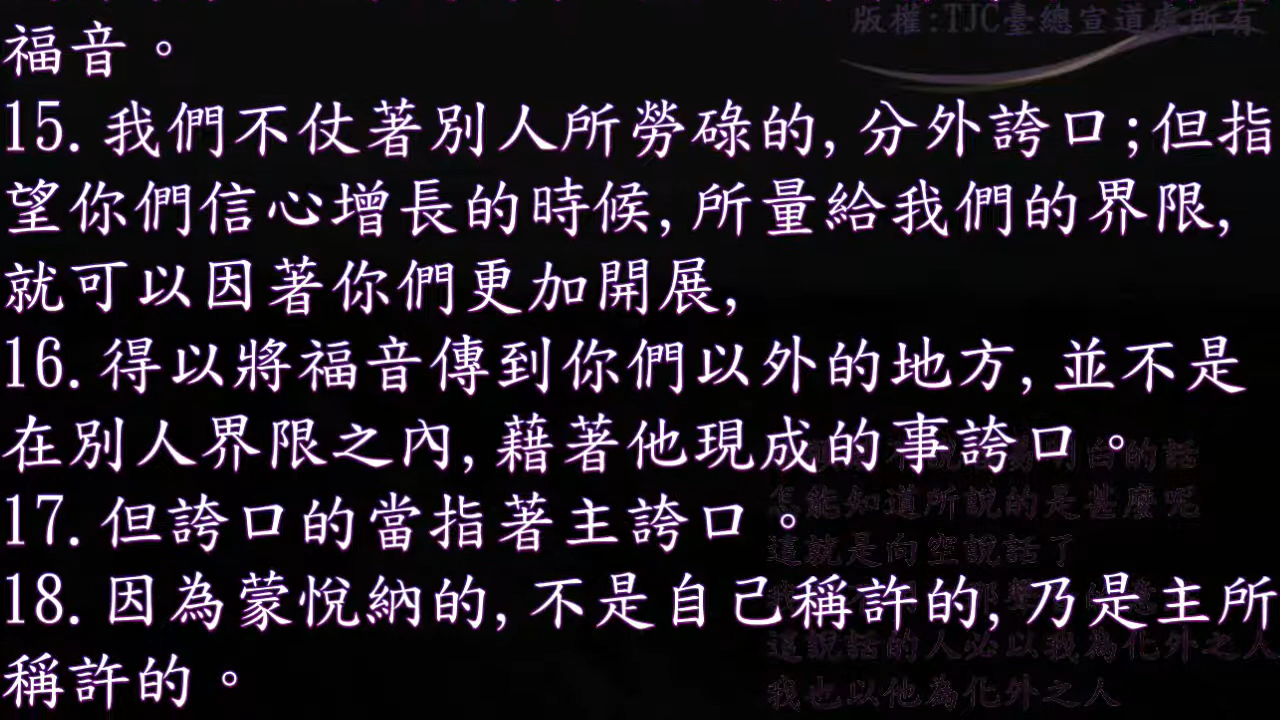 版權:TJC臺總宣道處所有
福音。
15.我們不仗著別人所勞碌的,分外誇口;但指
望你們信心增長的時候,所量給我們的界限,
就可以因著你們更加開展,
16.得以將福音傳到你們以外的地方,並不是
在別人界限之內,藉著他現成的事誇口。
17.但誇口的當指著主誇口。
18.因為蒙悅納的,不是自己稱許的,乃是主所
稱許的。
明白的話
怎能知道所說的是甚麼呢
這就是向空說話了
這說話的人必以我為化外之人
我也以他為化外之人